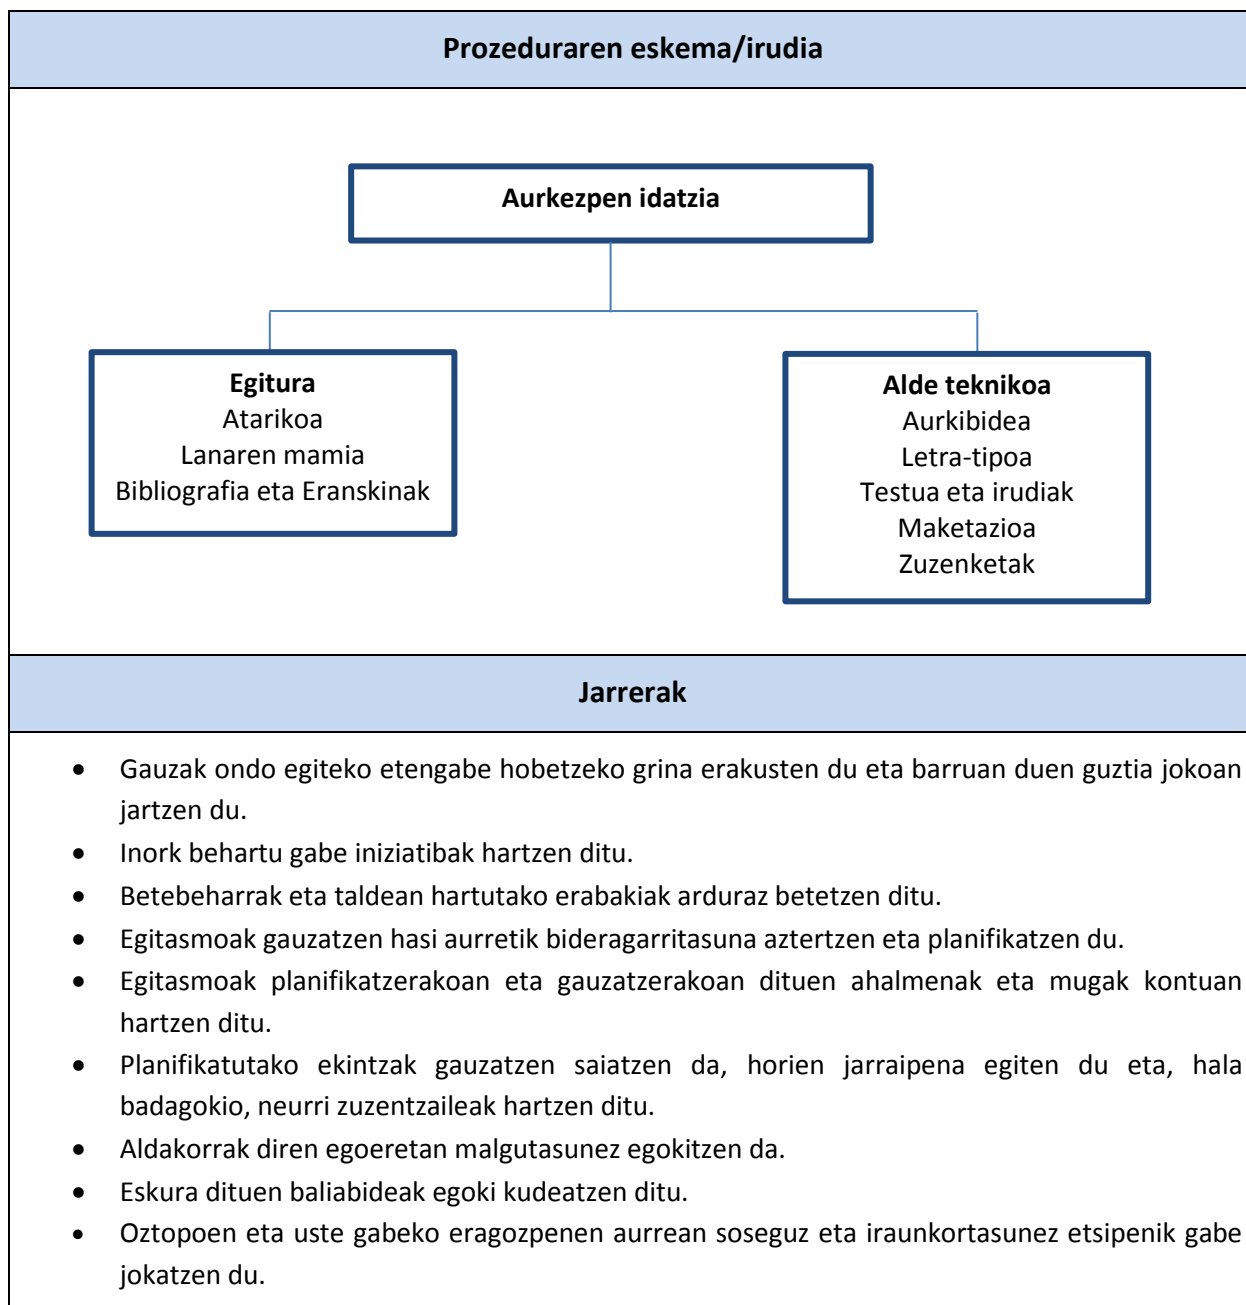 Prozeduraren eskema/irudia
Aurkezpen idatzia
Egitura
Atarikoa
Lanaren mamia
Bibliografia eta Eranskinak
Alde teknikoa
Aurkibidea
Letra-tipoa
Testua eta irudiak
Maketazioa
Zuzenketak
Jarrerak
• Gauzak ondo egiteko etengabe hobetzeko grina erakusten du eta barruan duen guztia jokoan
jartzen du.
• Inork behartu gabe iniziatibak hartzen ditu.
• Betebeharrak eta taldean hartutako erabakiak arduraz betetzen ditu.
• Egitasmoak gauzatzen hasi aurretik bideragarritasuna aztertzen eta planifikatzen du.
• Egitasmoak planifikatzerakoan eta gauzatzerakoan dituen ahalmenak eta mugak kontuan
hartzen ditu.
• Planifikatutako ekintzak gauzatzen saiatzen da, horien jarraipena egiten du eta, hala
badagokio, neurri zuzentzaileak hartzen ditu.
• Aldakorrak diren egoeretan malgutasunez egokitzen da.
• Eskura dituen baliabideak egoki kudeatzen ditu.
• Oztopoen eta uste gabeko eragozpenen aurrean soseguz eta iraunkortasunez etsipenik gabe
jokatzen du.